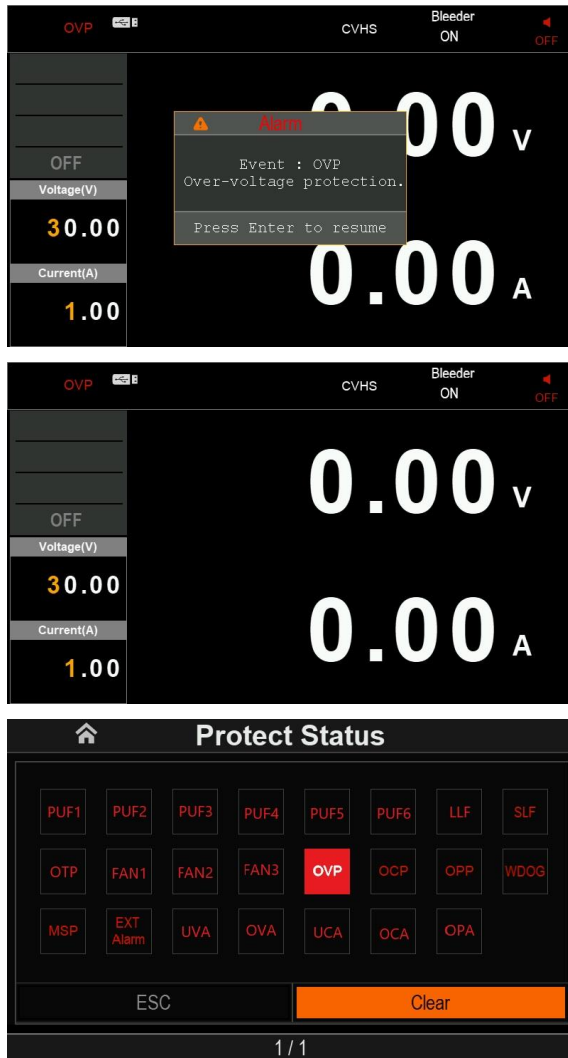 OVP CVHS Bleeder ON OFF
0.00 V
Alarm
Event : OVP
Over-voltage protection.
Press Enter to resume
OFF
Voltage(V)
30.00
Current(A)
1.00
0.00 A
OVP CVHS Bleeder ON OFF
0.00 V
OFF
Voltage(V)
30.00
Current(A)
1.00
0.00 A
Protect Status
PUF1 PUF2 PUF3 PUF4 PUF5 PUF6 LLF SLF
OTP FAN1 FAN2 FAN3 OVP OCP OPP WDOG
MSP EXT Alarm UVA OVA UCA OCA OPA
ESC Clear
1 / 1